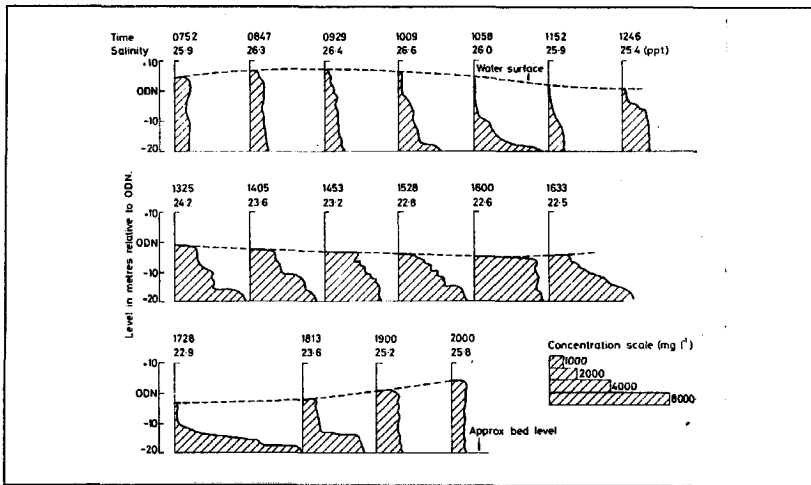 Time 0752 0847 0929 1009 1058 1152 1246
Salinity 25·9 26·3 26·4 26·6 26·0 25·9 25·4 (ppt)
+10
Water surface
ODN
-10
-20
Level in metres relative to ODN.
1325 1405 1453 1528 1600 1633
24·2 23·6 23·2 22·8 22·6 22·5
+10
ODN
-10
-20
1728 1813 1900 2000
22·9 23·6 25·2 25·8
+10
ODN
-10
-20
Approx bed level
Concentration scale (mg l⁻¹)
1000
2000
4000
8000